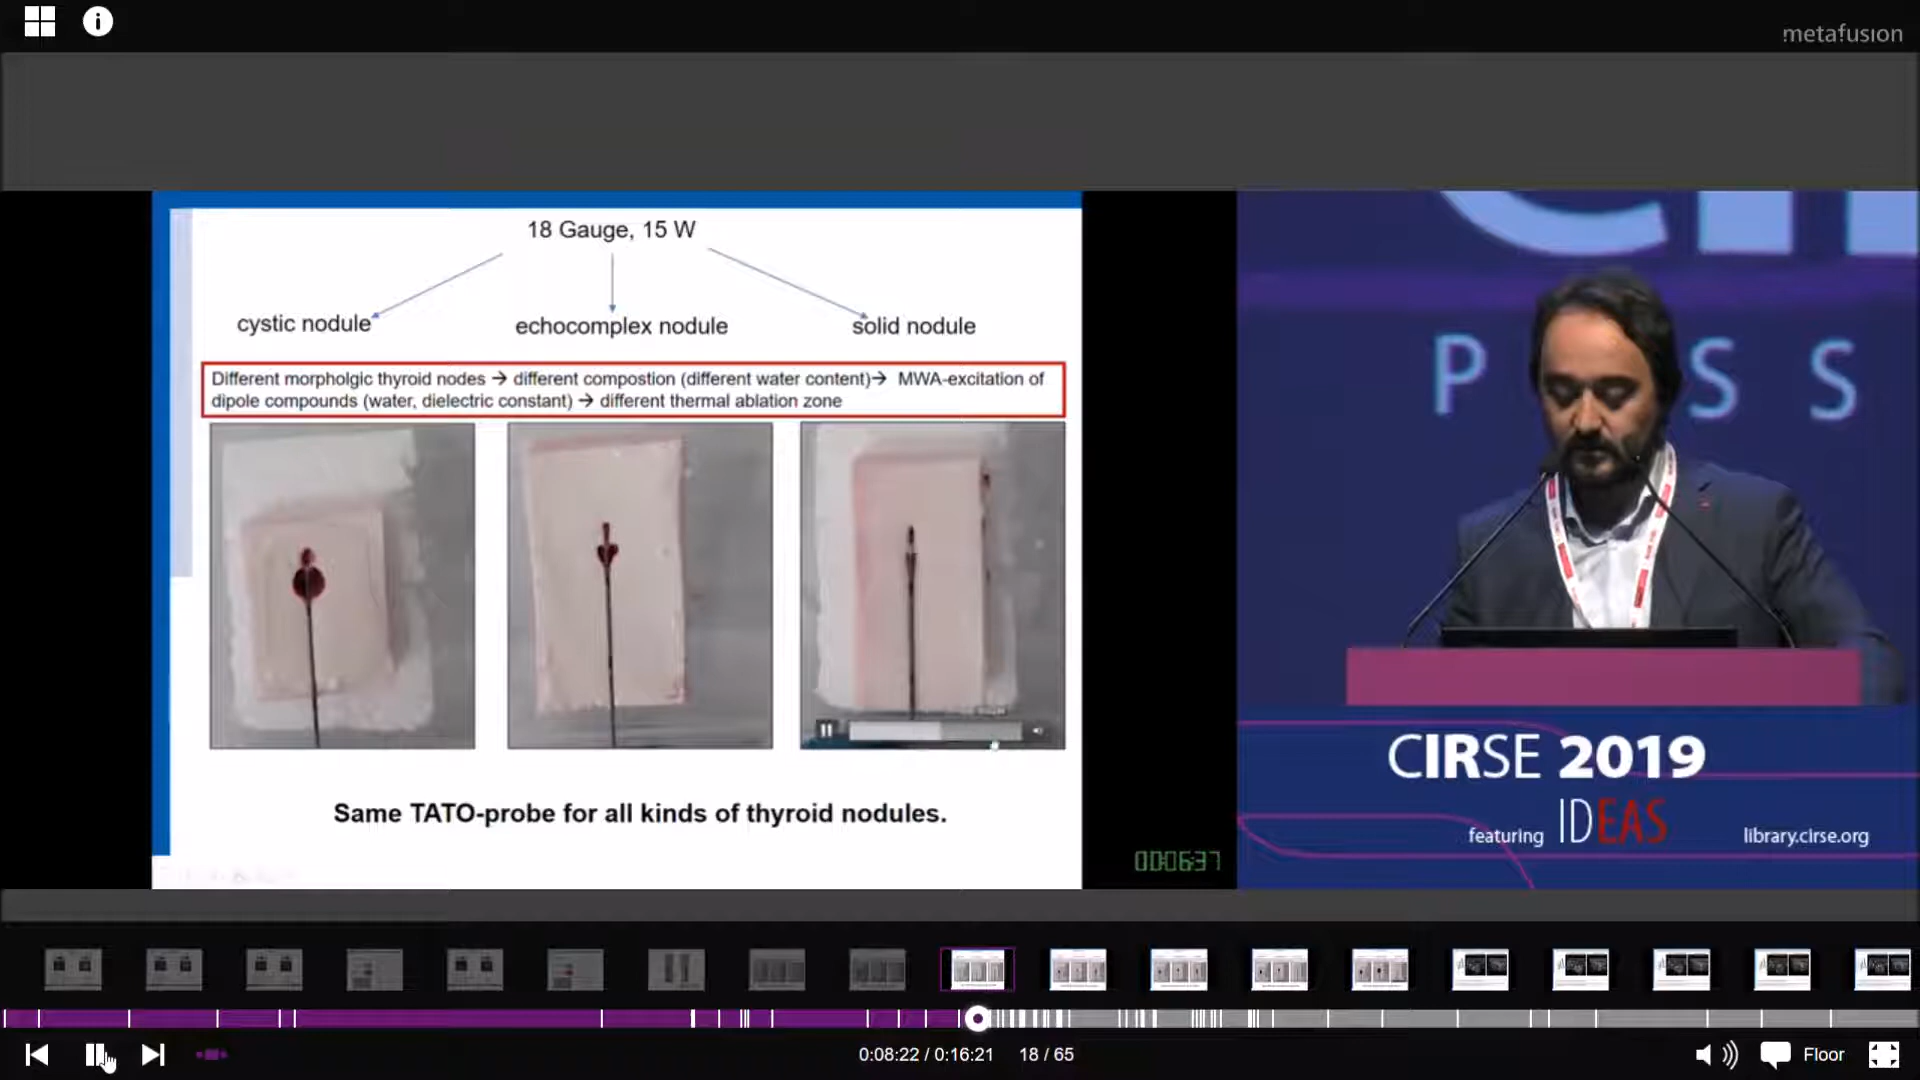 metafusion
18 Gauge, 15 W
cystic nodule
echocomplex nodule
solid nodule
Different morpholgic thyroid nodes → different compostion (different water content)→ MWA-excitation of
dipole compounds (water, dielectric constant) → different thermal ablation zone
Same TATO-probe for all kinds of thyroid nodules.
P SS
CIRSE 2019
featuring IDEAS library.cirse.org
0:08:22 / 0:16:21 18 / 65
Floor